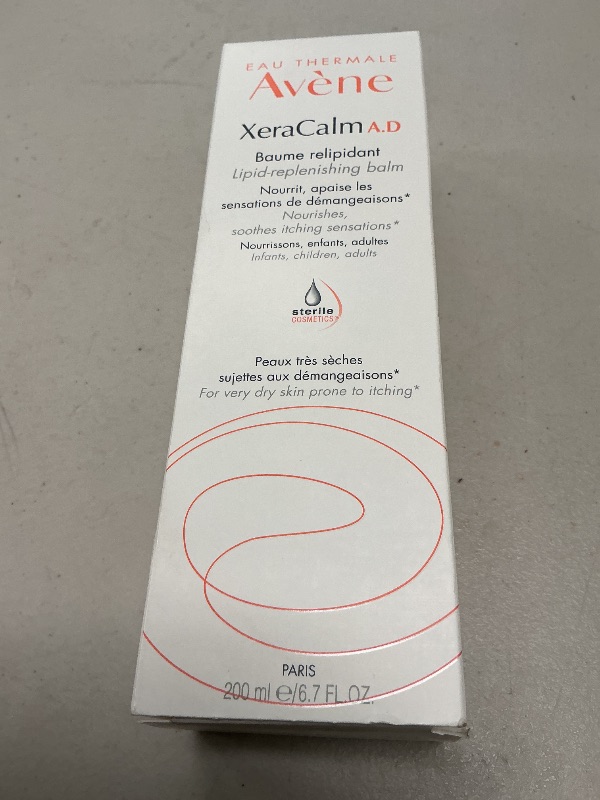 EAU THERMALE
Avène
XeraCalm A.D
Baume relipidant
Lipid-replenishing balm
Nourrit, apaise les
sensations de démangeaisons*
Nourishes,
soothes itching sensations*
Nourrissons, enfants, adultes
Infants, children, adults
sterile
COSMETICS
Peaux très sèches
sujettes aux démangeaisons*
For very dry skin prone to itching*
PARIS
200 ml ℮/6.7 FL.OZ.